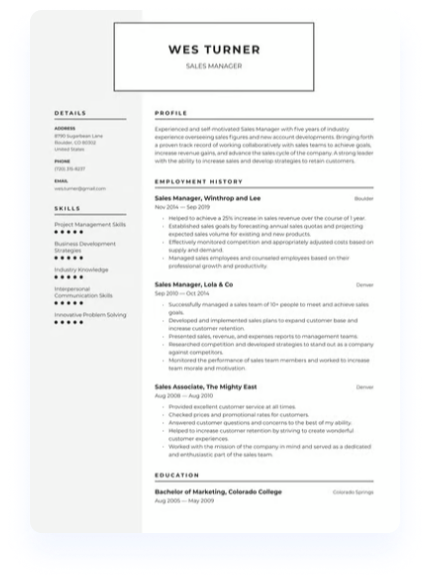 WES TURNER
SALES MANAGER
DETAILS
ADDRESS
8790 Sugarbean Lane
Boulder, CO 80302
United States
PHONE
EMAIL
wes.turner@gmail.com
SKILLS
Project Management Skills
Business Development
Strategies
Industry Knowledge
Interpersonal
Communication Skills
Innovative Problem Solving
PROFILE
Experienced and self motivated Sales Manager with five years of industry
experience overseeing sales figures and new account developments. Bringing forth
a proven track record of working collaboratively with sales teams to achieve goals,
increase revenue gains, and advance the sales cycle of the company. A strong leader
with the ability to increase sales and develop strategies to retain customers.
EMPLOYMENT HISTORY
Sales Manager, Winthrop and Lee Boulder
Nov 2014 — Sep 2019
· Helped to achieve a 25% increase in sales revenue over the course of 1 year.
· Established sales goals by forecasting annual sales quotas and projecting
expected sales volume for existing and new products.
· Effectively monitored competition and appropriately adjusted costs based on
supply and demand.
· Managed sales employees and counseled employees based on their
professional growth and productivity.
Sales Manager, Lola & Co Denver
Sep 2010 — Oct 2014
· Successfully managed a sales team of 10+ people to meet and achieve sales
goals.
· Developed and implemented sales plans to expand customer base and
increase customer retention.
· Presented sales, revenue, and expenses reports to management teams.
· Researched competition and developed strategies to stand out as a company
against competitors.
· Monitored the performance of sales team members and worked to increase
team morale and motivation.
Sales Associate, The Mighty East Denver
Aug 2008 — Aug 2010
· Provided excellent customer service at all times.
· Checked prices and promotional rates for customers.
· Answered customer questions and concerns to the best of my ability.
· Helped to increase customer retention by striving to create wonderful
customer experiences.
· Worked with the mission of the company in mind and served as a dedicated
and enthusiastic part of the sales team.
EDUCATION
Bachelor of Marketing, Colorado College Colorado Springs
Aug 2005 — May 2009